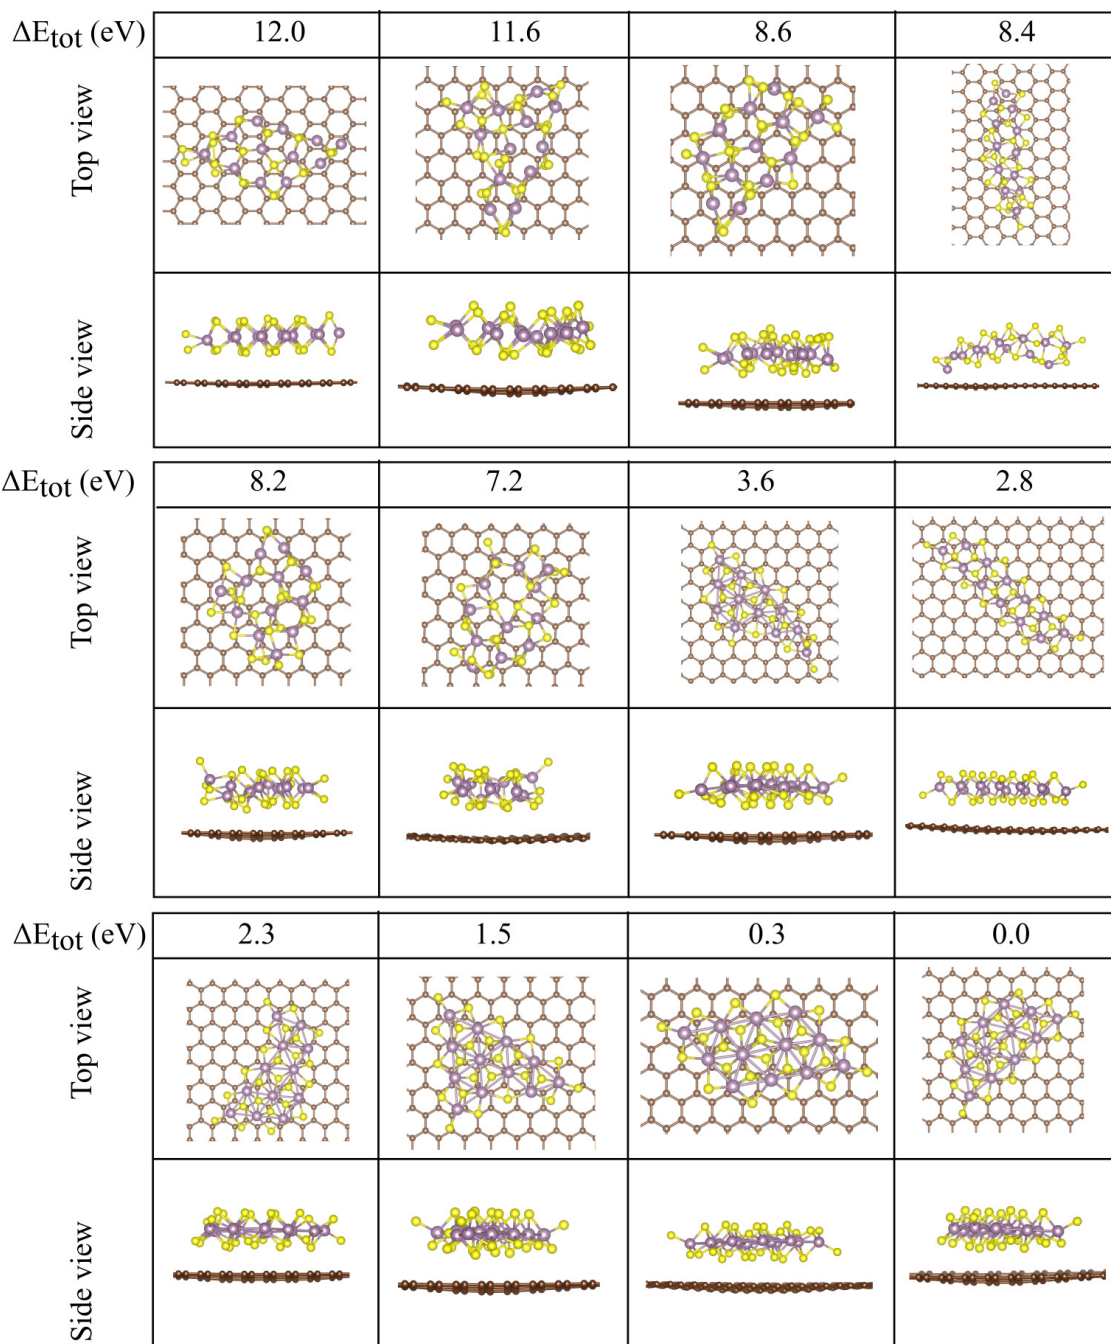 ΔEtot (eV) 12.0 11.6 8.6 8.4
Top view
Side view
ΔEtot (eV) 8.2 7.2 3.6 2.8
Top view
Side view
ΔEtot (eV) 2.3 1.5 0.3 0.0
Top view
Side view